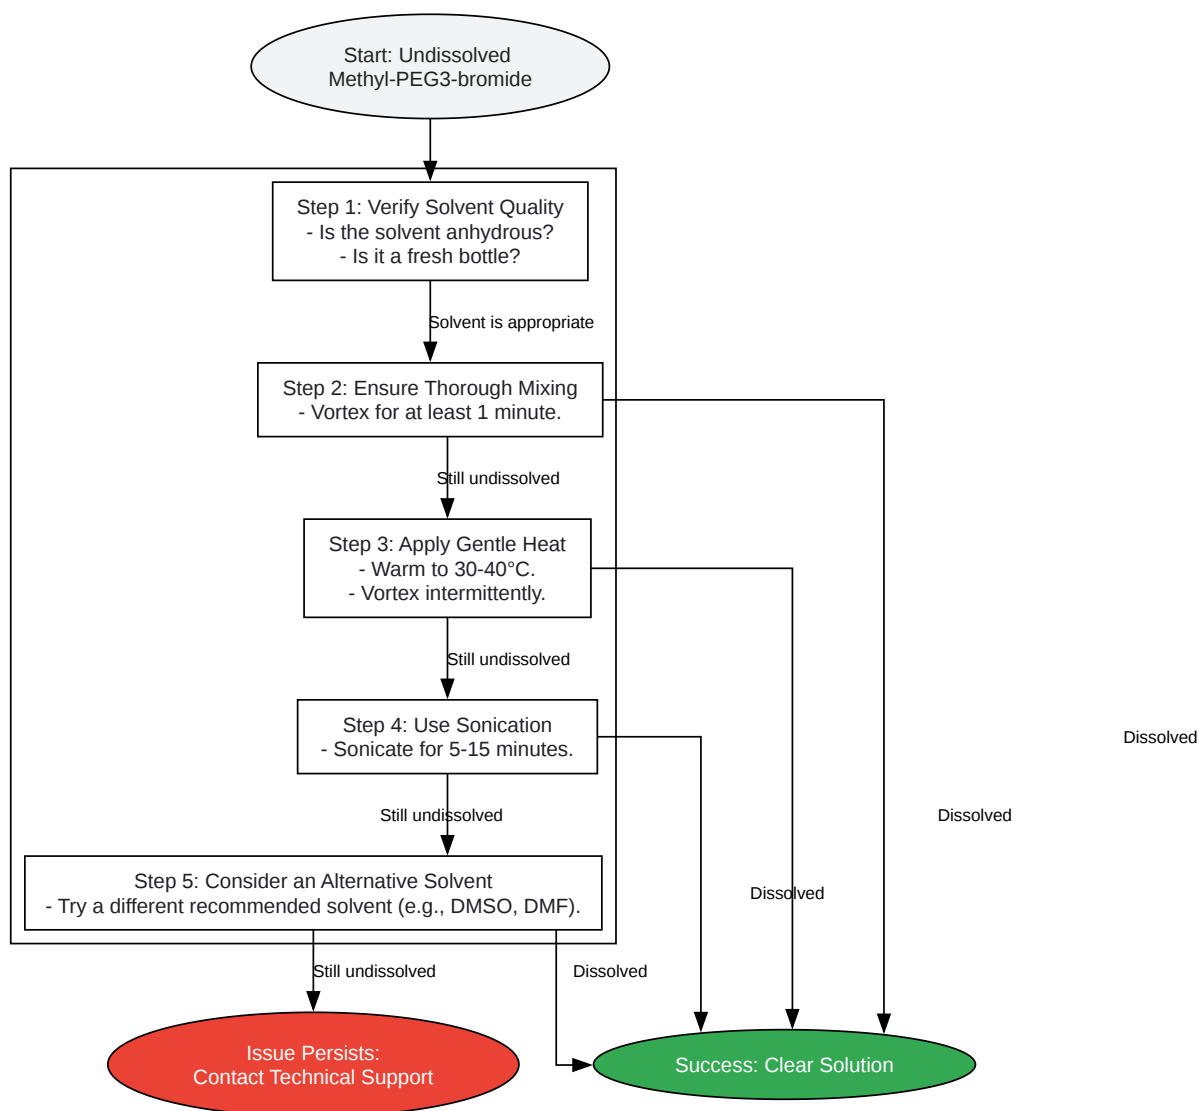 Start: Undissolved
Methyl-PEG3-bromide
Step 1: Verify Solvent Quality
- Is the solvent anhydrous?
- Is it a fresh bottle?
Solvent is appropriate
Step 2: Ensure Thorough Mixing
- Vortex for at least 1 minute.
Still undissolved
Step 3: Apply Gentle Heat
- Warm to 30-40°C.
- Vortex intermittently.
Still undissolved
Step 4: Use Sonication
- Sonicate for 5-15 minutes.
Dissolved
Still undissolved
Dissolved
Step 5: Consider an Alternative Solvent
- Try a different recommended solvent (e.g., DMSO, DMF).
Dissolved
Still undissolved
Dissolved
Issue Persists:
Contact Technical Support
Success: Clear Solution